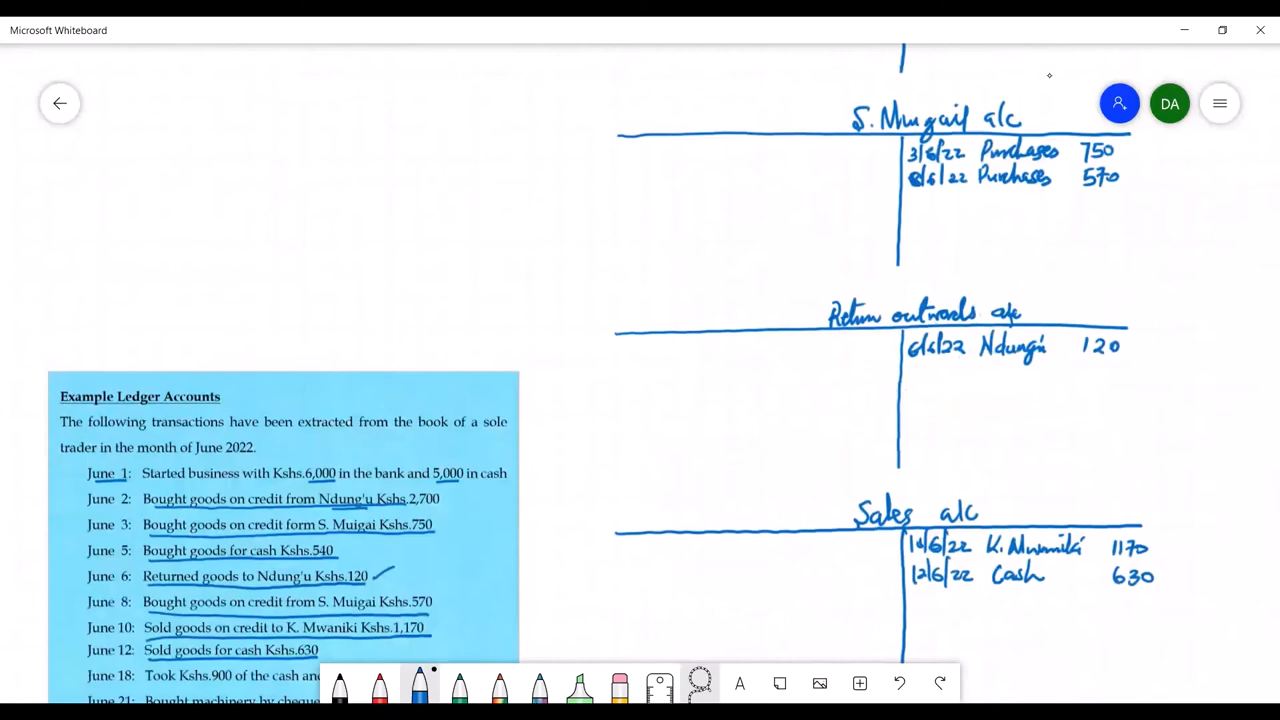 Microsoft Whiteboard
DA
S. Muigai a/c
3/6/22 Purchases 750
8/6/22 Purchases 570
Return outwards a/c
6/6/22 Ndung'u 120
Sales a/c
10/6/22 K. Mwaniki 1170
12/6/22 Cash 630
Example Ledger Accounts
The following transactions have been extracted from the book of a sole
trader in the month of June 2022.
June 1: Started business with Kshs.6,000 in the bank and 5,000 in cash
June 2: Bought goods on credit from Ndung'u Kshs.2,700
June 3: Bought goods on credit form S. Muigai Kshs.750
June 5: Bought goods for cash Kshs.540
June 6: Returned goods to Ndung'u Kshs.120
June 8: Bought goods on credit from S. Muigai Kshs.570
June 10: Sold goods on credit to K. Mwaniki Kshs.1,170
June 12: Sold goods for cash Kshs.630
June 18: Took Kshs.900 of the cash and
June 21: Bought machinery by cheque
A